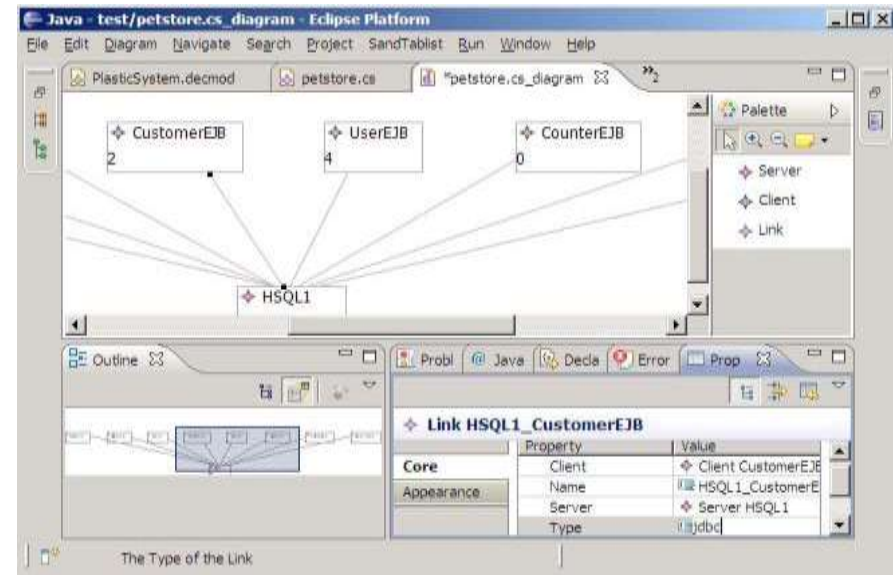 Java - test/petstore.cs_diagram - Eclipse Platform
File Edit Diagram Navigate Search Project SandTablist Run Window Help
PlasticSystem.decmod petstore.cs *petstore.cs_diagram »2
Palette
CustomerEJB
2
UserEJB
4
CounterEJB
0
Server
Client
Link
HSQL1
Outline
Probl @ Java Decla Error Prop
Link HSQL1_CustomerEJB
Core
Appearance
Property Value
Client Client CustomerEJB
Name HSQL1_CustomerE
Server Server HSQL1
Type jdbc
The Type of the Link